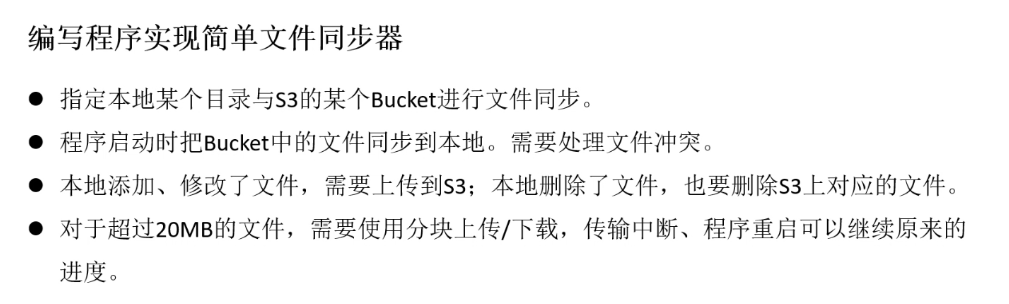 编写程序实现简单文件同步器
● 指定本地某个目录与S3的某个Bucket进行文件同步。
● 程序启动时把Bucket中的文件同步到本地。需要处理文件冲突。
● 本地添加、修改了文件，需要上传到S3；本地删除了文件，也要删除S3上对应的文件。
● 对于超过20MB的文件，需要使用分块上传/下载，传输中断、程序重启可以继续原来的
进度。